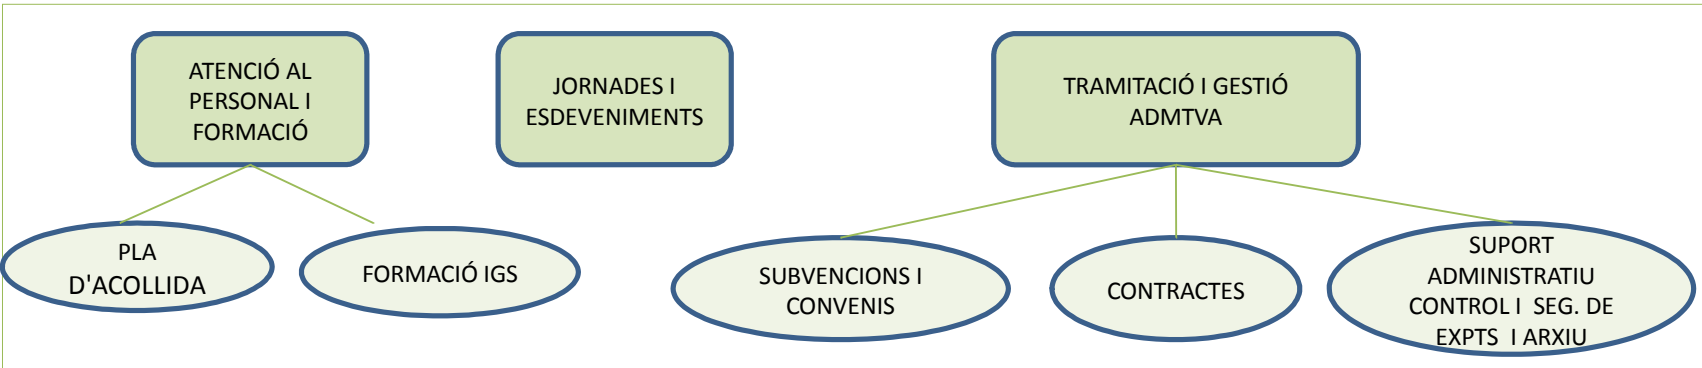 ATENCIÓ AL
PERSONAL I
FORMACIÓ
JORNADES I
ESDEVENIMENTS
TRAMITACIÓ I GESTIÓ
ADMTVA
PLA
D'ACOLLIDA
FORMACIÓ IGS
SUBVENCIONS I
CONVENIS
CONTRACTES
SUPORT
ADMINISTRATIU
CONTROL I  SEG. DE
EXPTS  I ARXIU